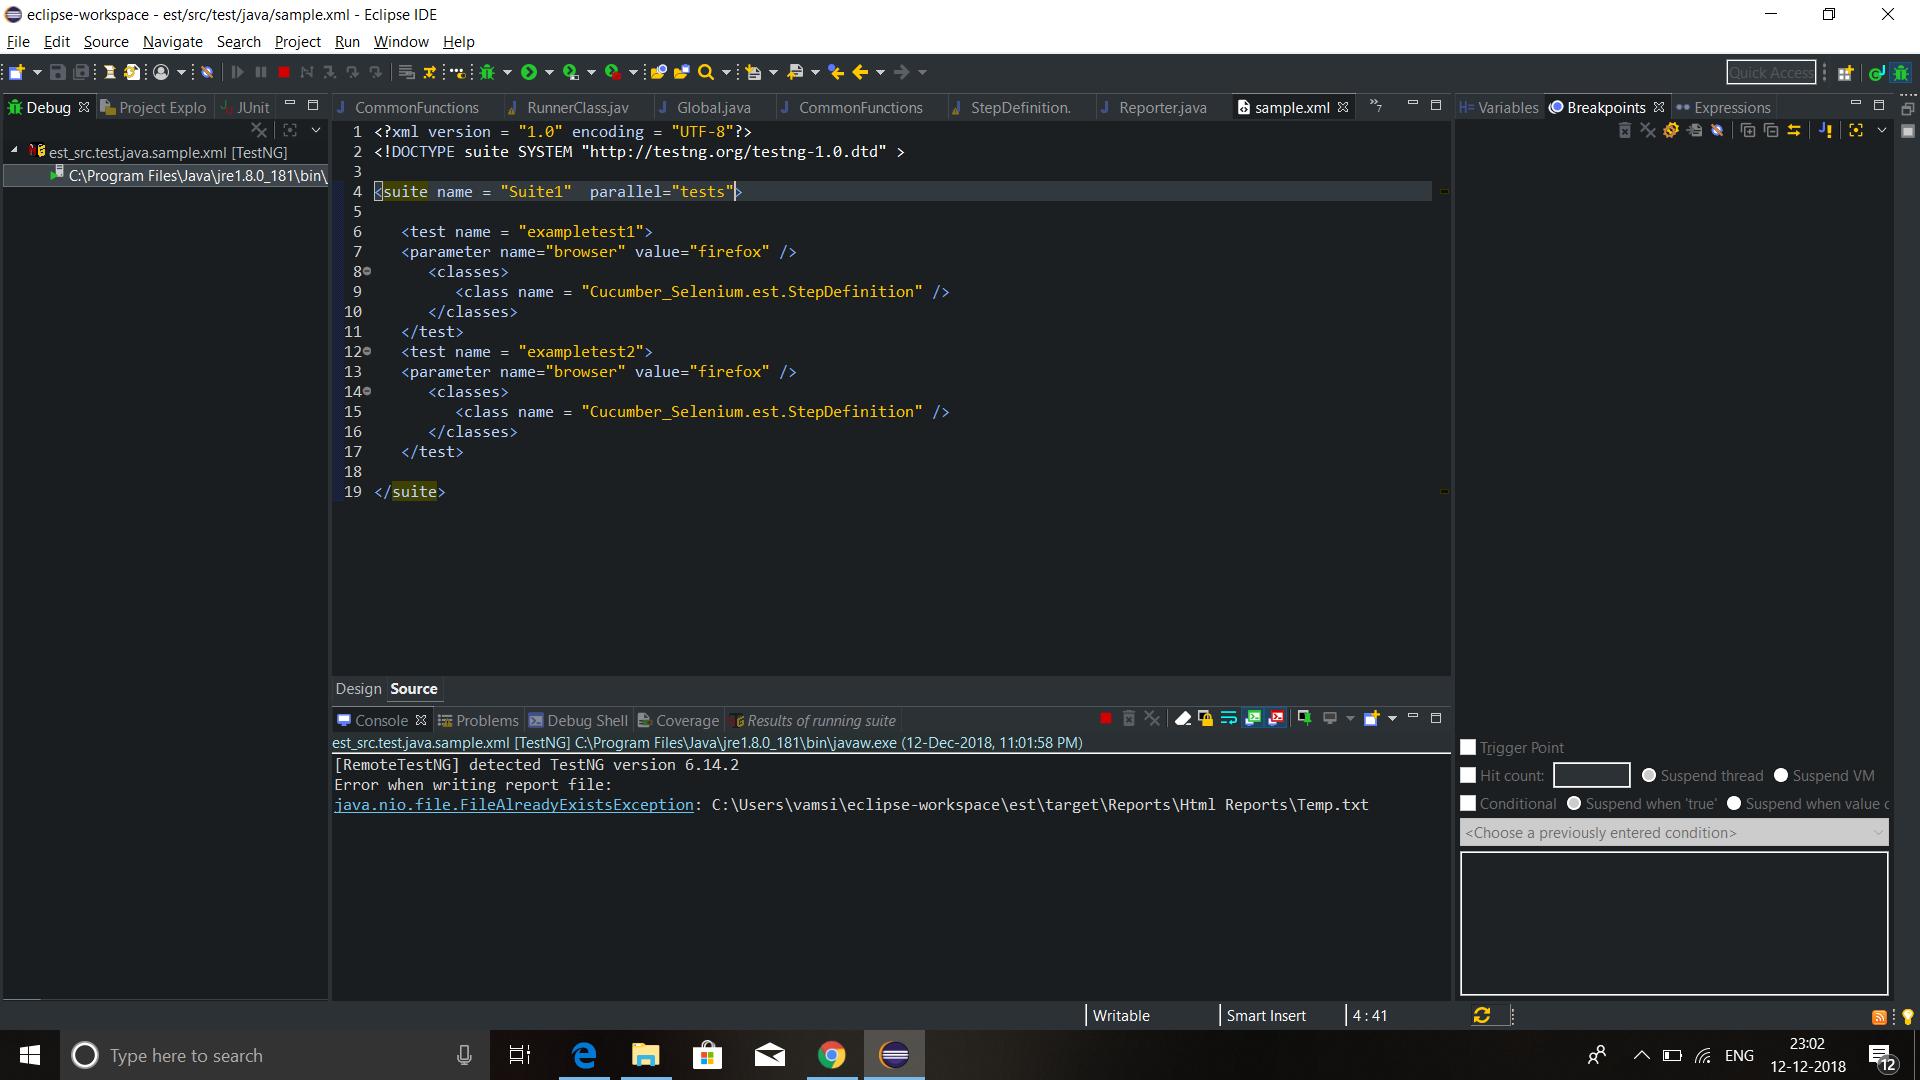 eclipse-workspace - est/src/test/java/sample.xml - Eclipse IDE
File Edit Source Navigate Search Project Run Window Help
Quick Access
Debug Project Explo JUnit
CommonFunctions RunnerClass.jav Global.java CommonFunctions StepDefinition. Reporter.java sample.xml »7
Variables Breakpoints Expressions
est_src.test.java.sample.xml [TestNG]
C:\Program Files\Java\jre1.8.0_181\bin\
1 <?xml version = "1.0" encoding = "UTF-8"?>
2 <!DOCTYPE suite SYSTEM "http://testng.org/testng-1.0.dtd" >
3
4 <suite name = "Suite1"  parallel="tests">
5
6    <test name = "exampletest1">
7    <parameter name="browser" value="firefox" />
8       <classes>
9          <class name = "Cucumber_Selenium.est.StepDefinition" />
10       </classes>
11    </test>
12    <test name = "exampletest2">
13    <parameter name="browser" value="firefox" />
14       <classes>
15          <class name = "Cucumber_Selenium.est.StepDefinition" />
16       </classes>
17    </test>
18
19 </suite>
Design Source
Console Problems Debug Shell Coverage Results of running suite
est_src.test.java.sample.xml [TestNG] C:\Program Files\Java\jre1.8.0_181\bin\javaw.exe (12-Dec-2018, 11:01:58 PM)
[RemoteTestNG] detected TestNG version 6.14.2
Error when writing report file:
java.nio.file.FileAlreadyExistsException: C:\Users\vamsi\eclipse-workspace\est\target\Reports\Html Reports\Temp.txt
Trigger Point
Hit count: Suspend thread Suspend VM
Conditional Suspend when 'true' Suspend when value c
<Choose a previously entered condition>
Writable Smart Insert 4 : 41
Type here to search
ENG
23:02
12-12-2018
12